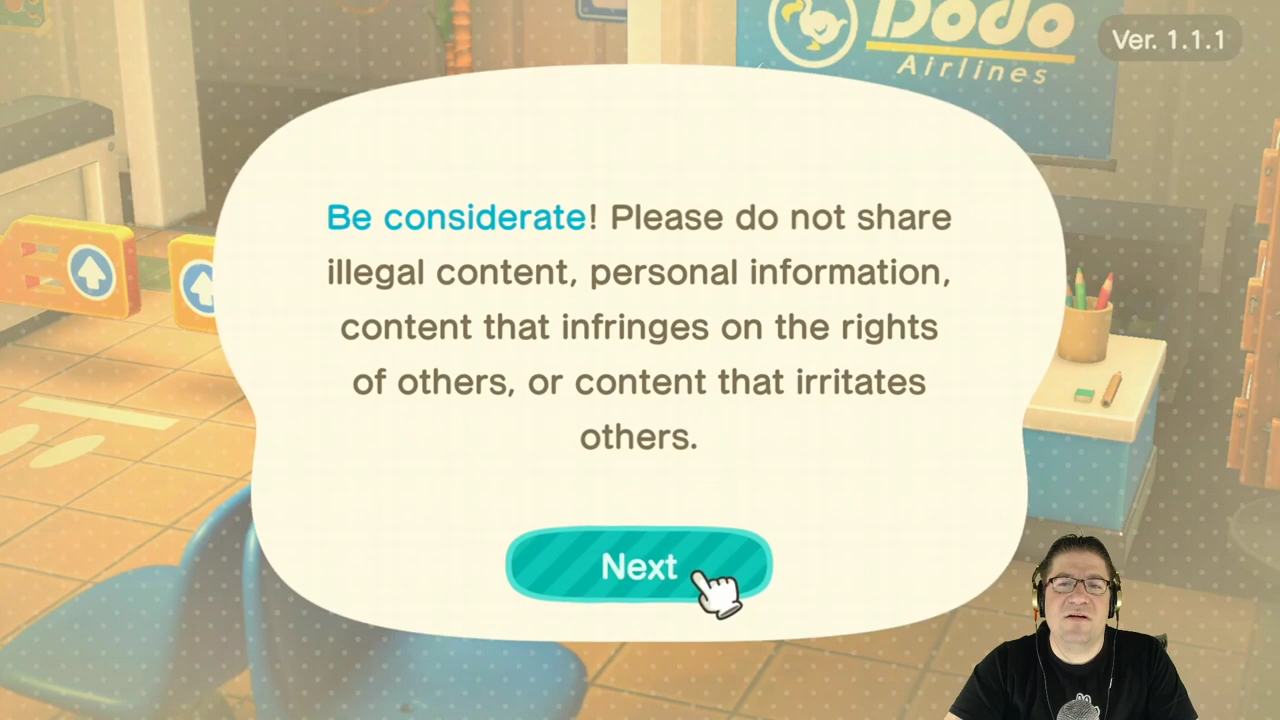 Dodo
Airlines
Ver. 1.1.1
Be considerate! Please do not share
illegal content, personal information,
content that infringes on the rights
of others, or content that irritates
others.
Next